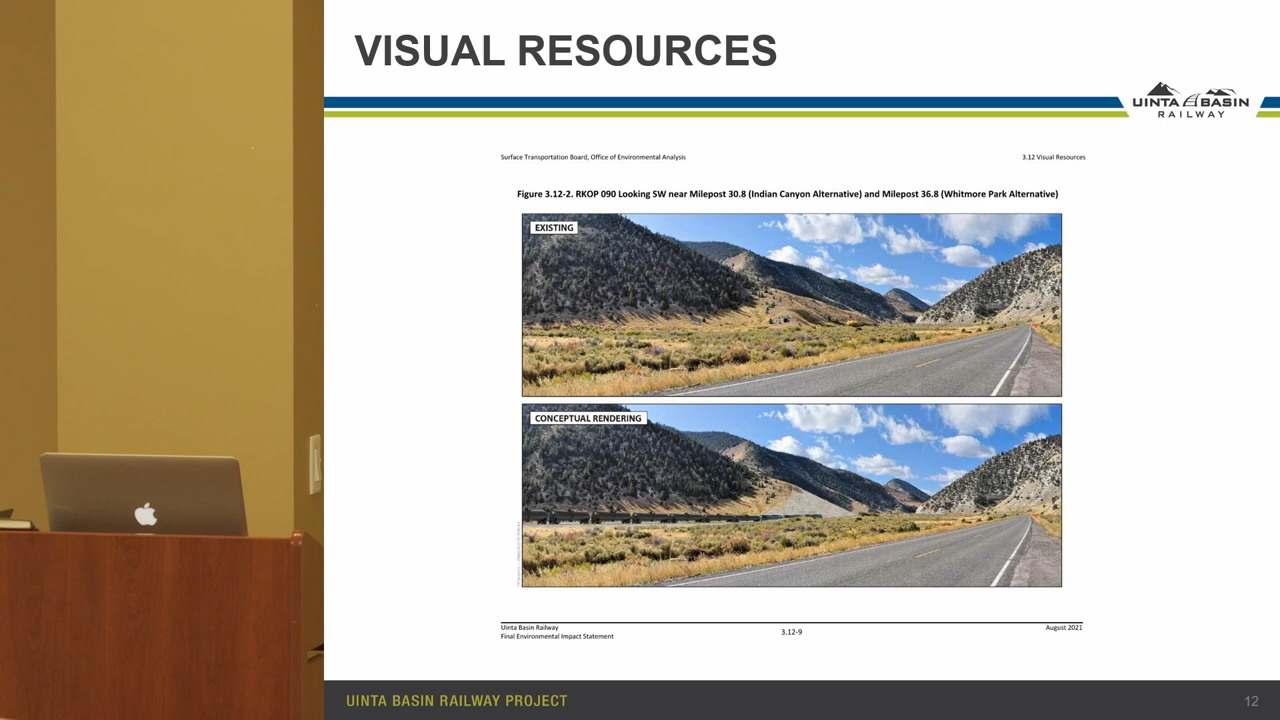 VISUAL RESOURCES
UINTA BASIN
RAILWAY
Surface Transportation Board, Office of Environmental Analysis
3.12 Visual Resources
Figure 3.12-2. RKOP 090 Looking SW near Milepost 30.8 (Indian Canyon Alternative) and Milepost 36.8 (Whitmore Park Alternative)
EXISTING
CONCEPTUAL RENDERING
Uinta Basin Railway
Final Environmental Impact Statement
3.12-9
August 2021
UINTA BASIN RAILWAY PROJECT
12